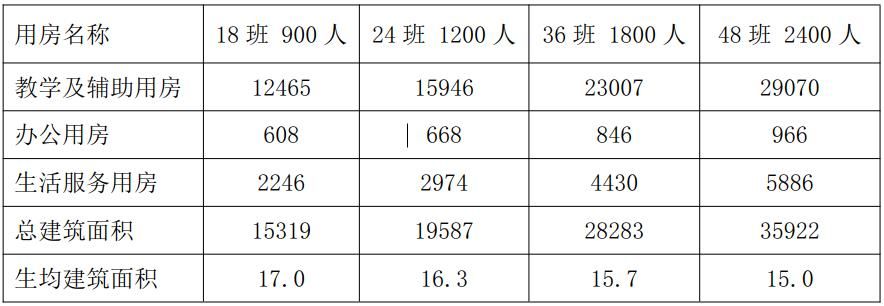 用房名称 18 班 900 人 24 班 1200 人 36 班 1800 人 48 班 2400 人
教学及辅助用房 12465 15946 23007 29070
办公用房 608 668 846 966
生活服务用房 2246 2974 4430 5886
总建筑面积 15319 19587 28283 35922
生均建筑面积 17.0 16.3 15.7 15.0